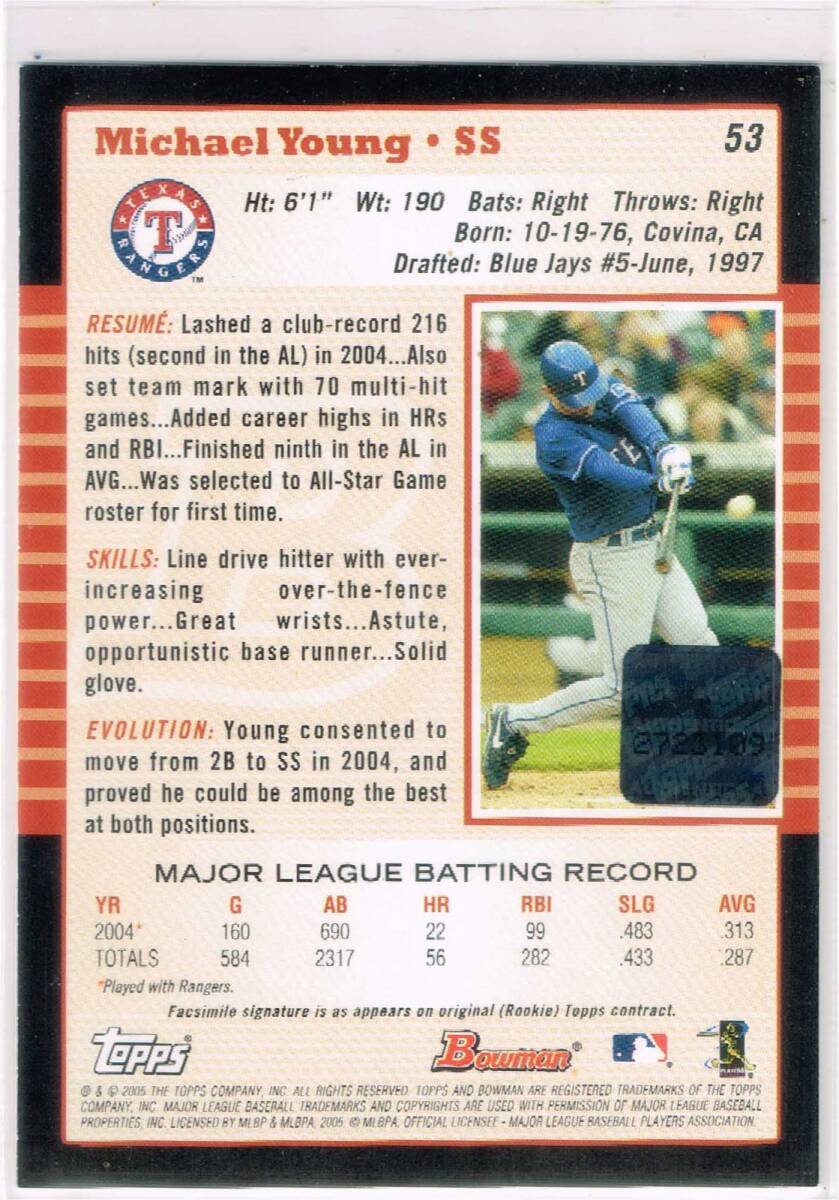 Michael Young • SS
53
TEXAS
T
RANGERS
™
Ht: 6'1" Wt: 190 Bats: Right Throws: Right
Born: 10-19-76, Covina, CA
Drafted: Blue Jays #5-June, 1997
RESUMÉ: Lashed a club-record 216
hits (second in the AL) in 2004...Also
set team mark with 70 multi-hit
games...Added career highs in HRs
and RBI...Finished ninth in the AL in
AVG...Was selected to All-Star Game
roster for first time.
SKILLS: Line drive hitter with ever-
increasing over-the-fence
power...Great wrists...Astute,
opportunistic base runner...Solid
glove.
EVOLUTION: Young consented to
move from 2B to SS in 2004, and
proved he could be among the best
at both positions.
T
MAJOR LEAGUE BATTING RECORD
YR G AB HR RBI SLG AVG
2004* 160 690 22 99 .483 .313
TOTALS 584 2317 56 282 .433 .287
*Played with Rangers.
Facsimile signature is as appears on original (Rookie) Topps contract.
Topps® Bowman®
® & © 2005 THE TOPPS COMPANY, INC. ALL RIGHTS RESERVED. TOPPS AND BOWMAN ARE REGISTERED TRADEMARKS OF THE TOPPS
COMPANY, INC. MAJOR LEAGUE BASEBALL TRADEMARKS AND COPYRIGHTS ARE USED WITH PERMISSION OF MAJOR LEAGUE BASEBALL
PROPERTIES, INC. LICENSED BY MLBP & MLBPA, 2005. © MLBPA. OFFICIAL LICENSEE - MAJOR LEAGUE BASEBALL PLAYERS ASSOCIATION.